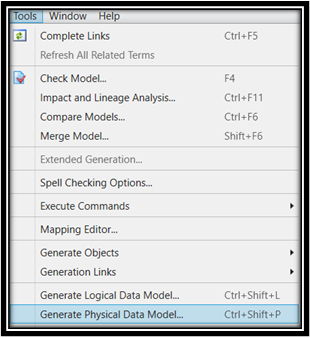 Tools Window Help
Complete Links Ctrl+F5
Refresh All Related Terms
Check Model... F4
Impact and Lineage Analysis... Ctrl+F11
Compare Models... Ctrl+F6
Merge Model... Shift+F6
Extended Generation...
Spell Checking Options...
Execute Commands
Mapping Editor...
Generate Objects
Generation Links
Generate Logical Data Model... Ctrl+Shift+L
Generate Physical Data Model... Ctrl+Shift+P